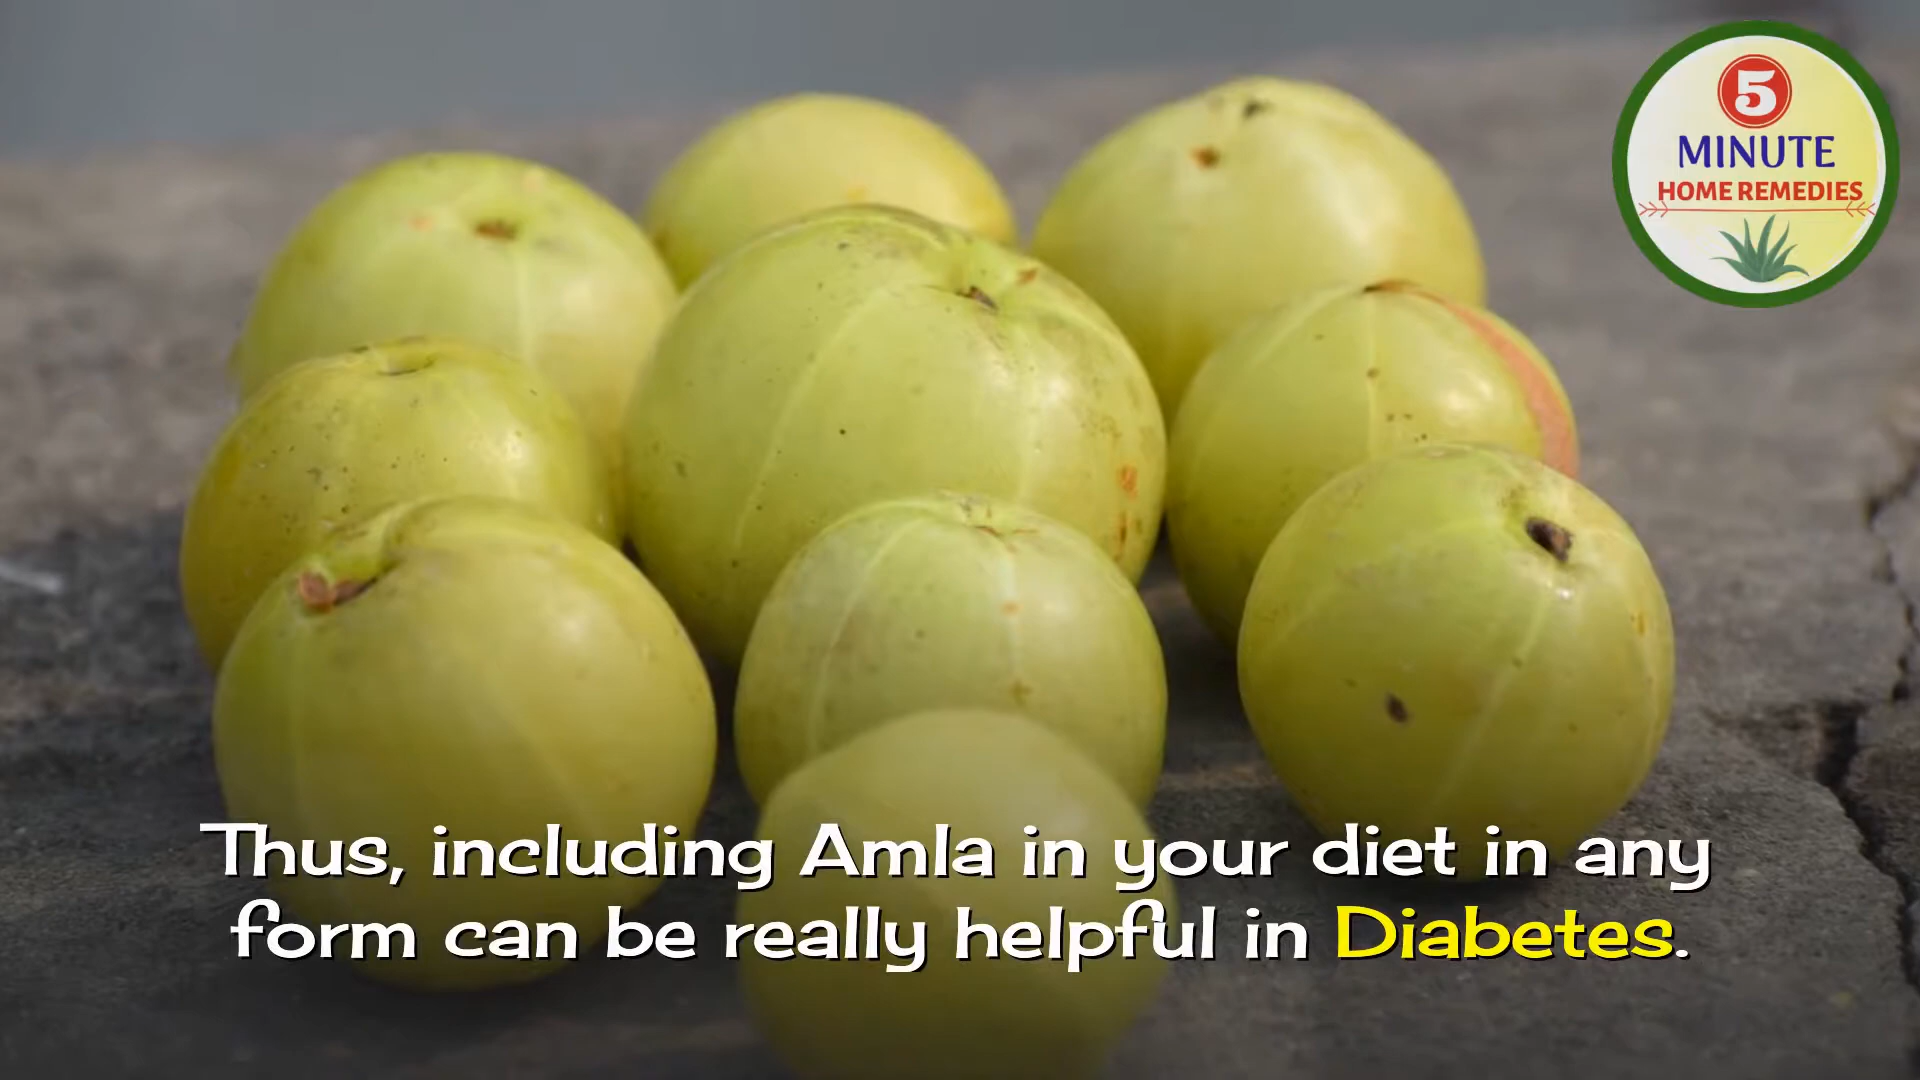 5
MINUTE
HOME REMEDIES
Thus, including Amla in your diet in any
form can be really helpful in Diabetes.